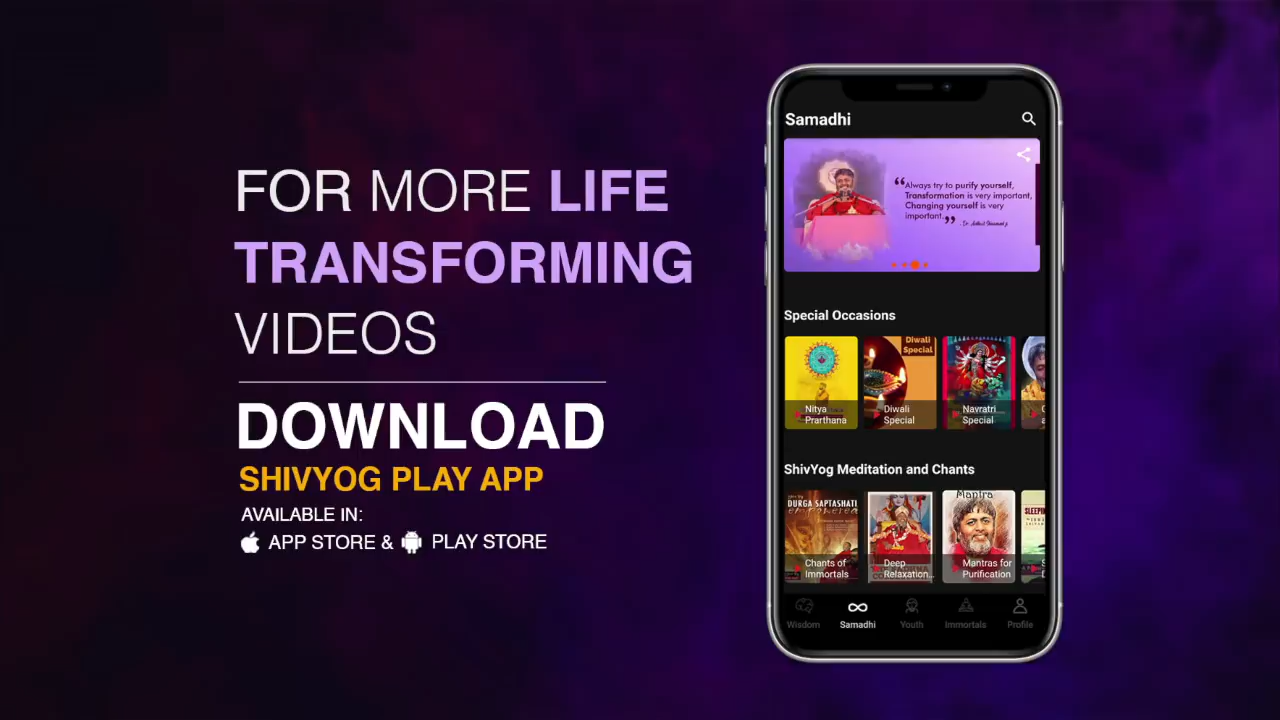 FOR MORE LIFE
TRANSFORMING
VIDEOS
DOWNLOAD
SHIVYOG PLAY APP
AVAILABLE IN:
APP STORE & PLAY STORE
Samadhi
“Always try to purify yourself,
Transformation is very important,
Changing yourself is very
important.”
Special Occasions
Nitya
Prarthana
Diwali
Special
Diwali
Special
Navratri
Special
ShivYog Meditation and Chants
DURGA SAPTASHATI
EMPOWERED
Chants of
Immortals
Deep
Relaxation...
Mantra
Mantras for
Purification
Wisdom
Samadhi
Youth
Immortals
Profile